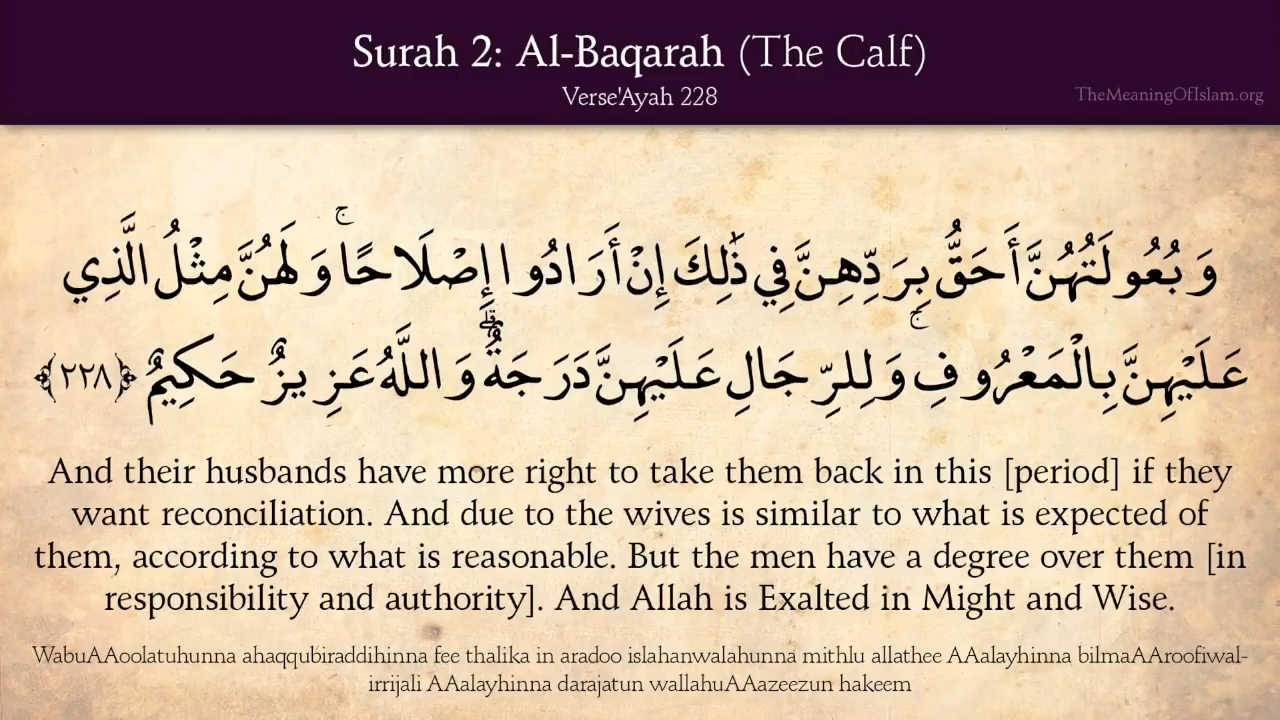 Surah 2: Al-Baqarah (The Calf)
Verse'Ayah 228
TheMeaningOfIslam.org
وَبُعُولَتُهُنَّ أَحَقُّ بِرَدِّهِنَّ فِي ذَٰلِكَ إِنْ أَرَادُوا إِصْلَاحًا ۚ وَلَهُنَّ مِثْلُ الَّذِي
عَلَيْهِنَّ بِالْمَعْرُوفِ ۚ وَلِلرِّجَالِ عَلَيْهِنَّ دَرَجَةٌ ۗ وَاللَّهُ عَزِيزٌ حَكِيمٌ ﴿٢٢٨﴾
And their husbands have more right to take them back in this [period] if they
want reconciliation. And due to the wives is similar to what is expected of
them, according to what is reasonable. But the men have a degree over them [in
responsibility and authority]. And Allah is Exalted in Might and Wise.
WabuAAoolatuhunna ahaqqubiraddihinna fee thalika in aradoo islahanwalahunna mithlu allathee AAalayhinna bilmaAAroofiwal-
irrijali AAalayhinna darajatun wallahuAAazeezun hakeem